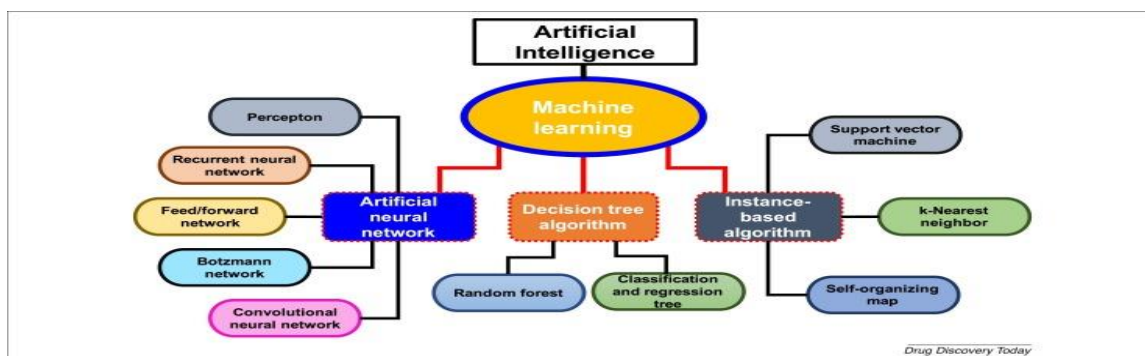 Artificial
Intelligence
Machine
learning
Percepton
Recurrent neural
network
Feed/forward
network
Botzmann
network
Convolutional
neural network
Artificial
neural
network
Decision tree
algorithm
Random forest
Classification
and regression
tree
Instance-
based
algorithm
Support vector
machine
k-Nearest
neighbor
Self-organizing
map
Drug Discovery Today